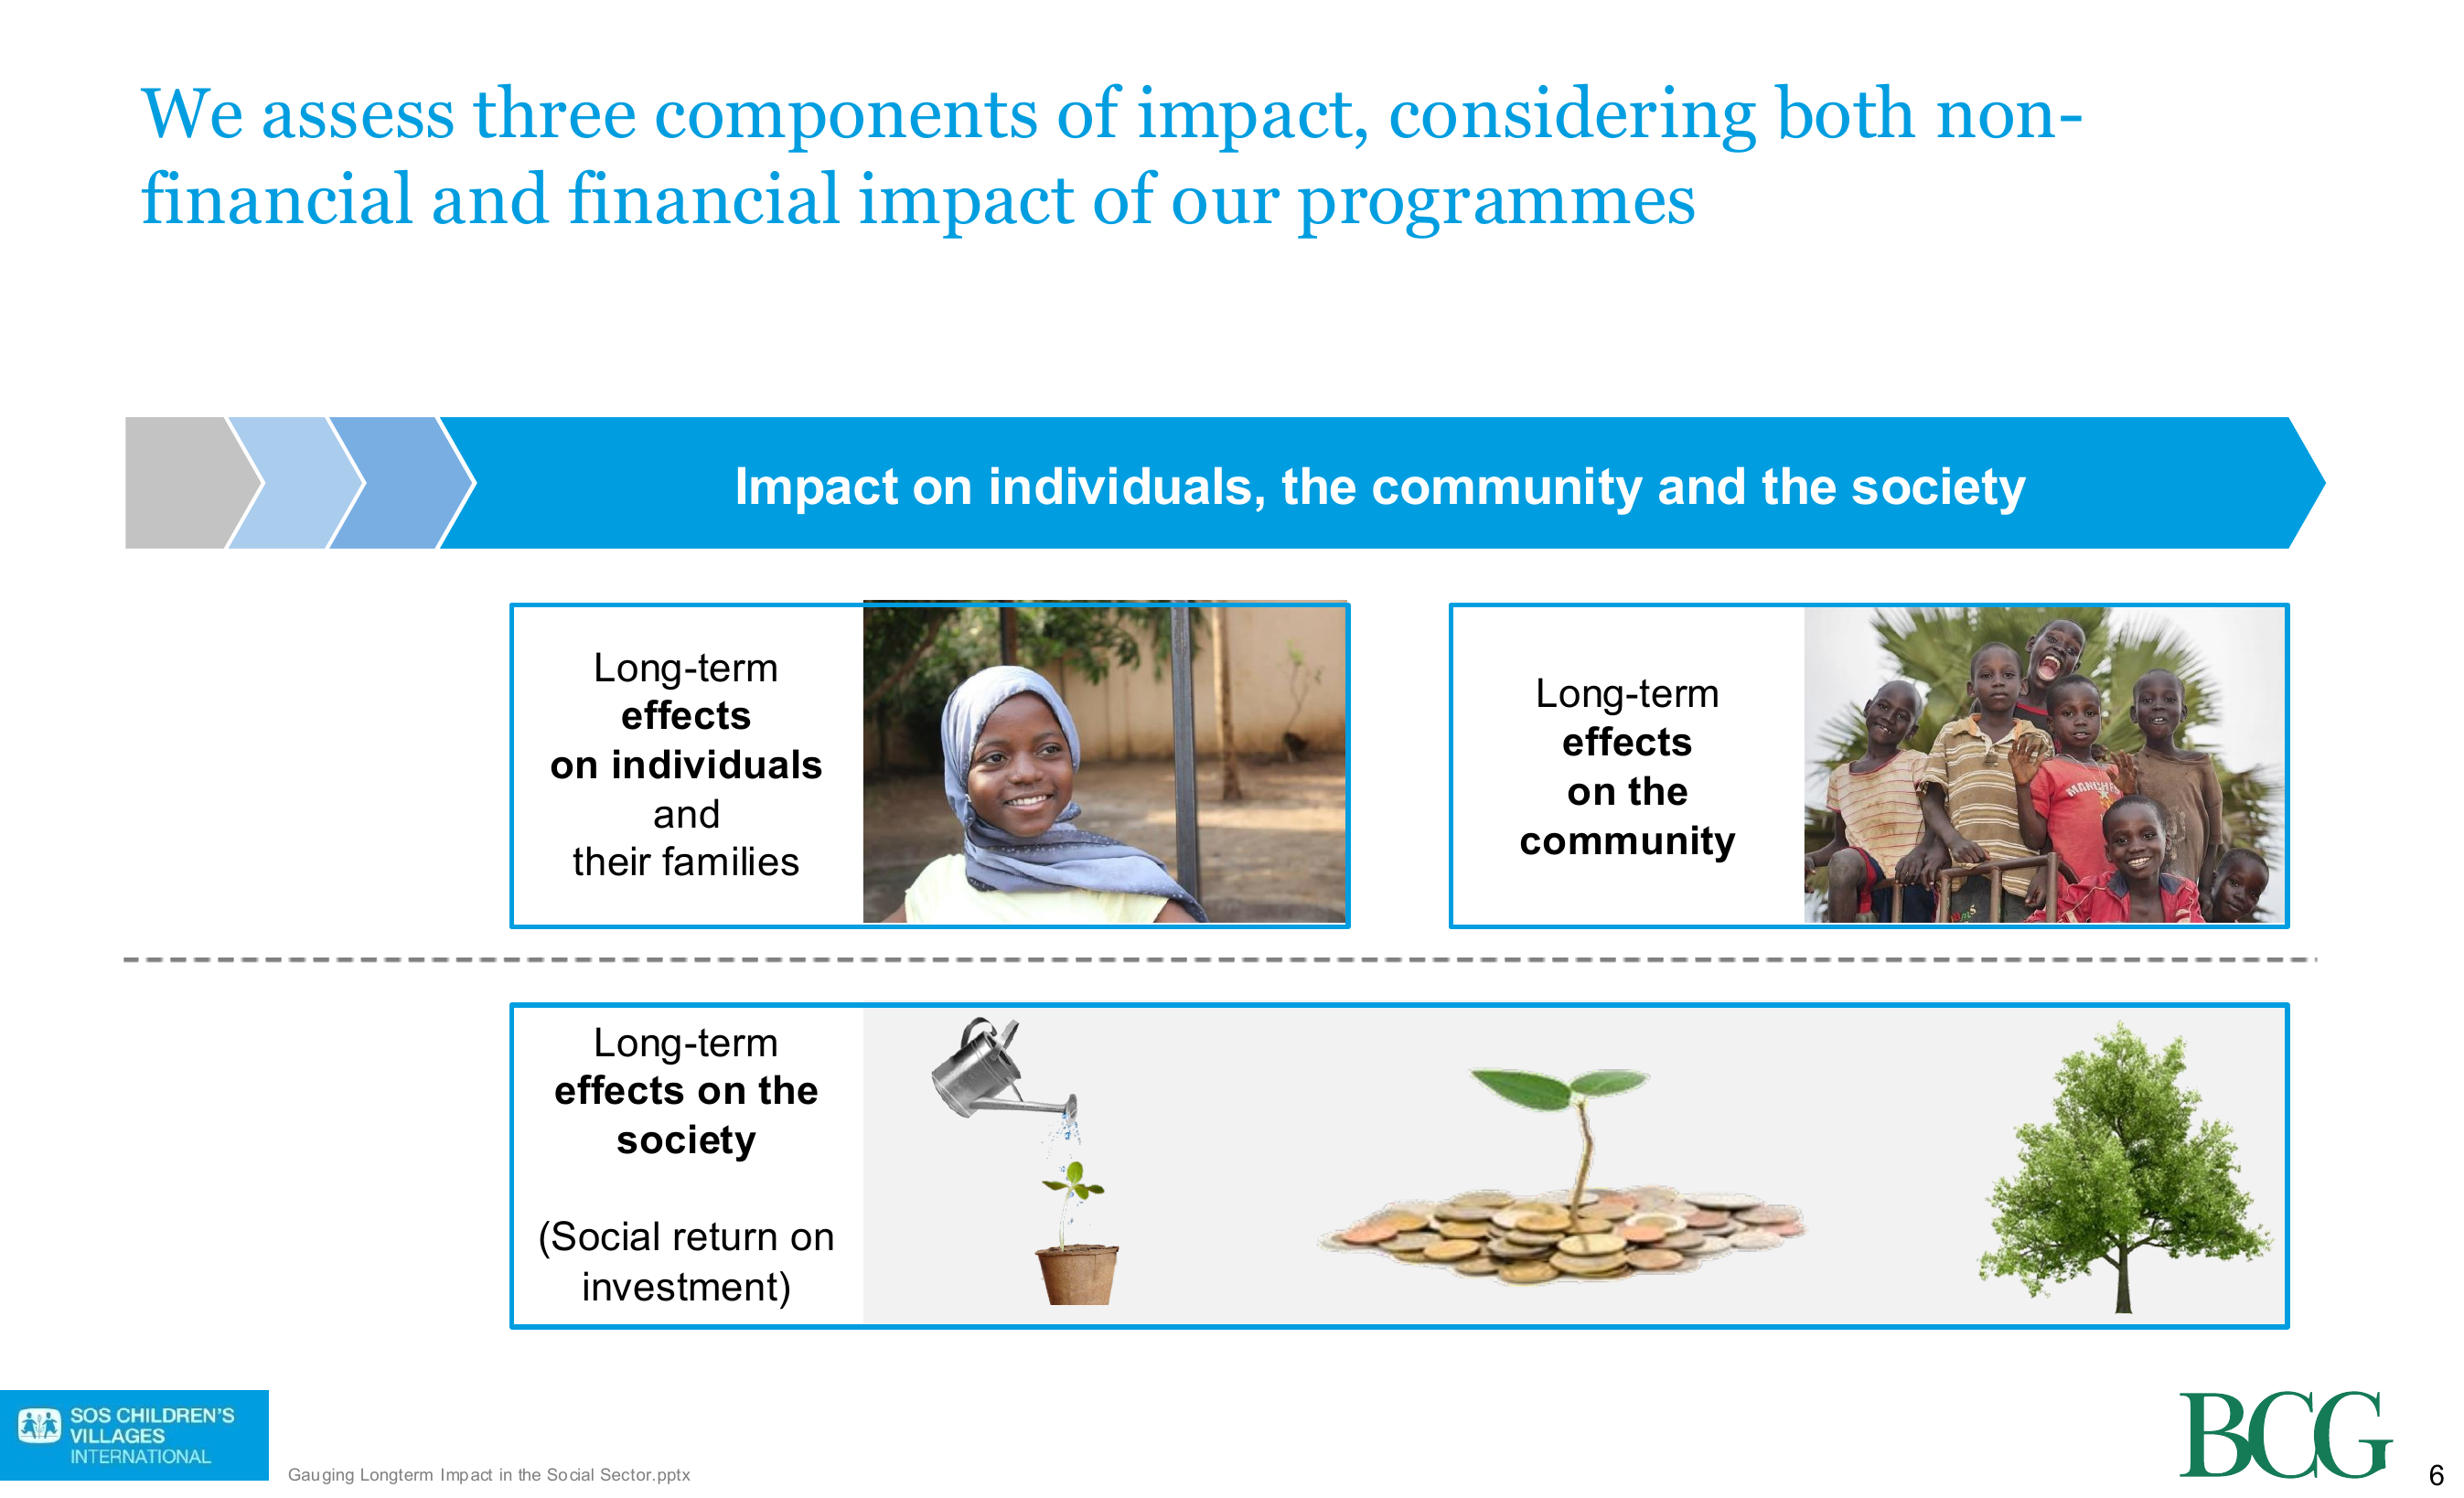 We assess three components of impact, considering both non-
financial and financial impact of our programmes
Impact on individuals, the community and the society
Long-term
effects
on individuals
and
their families
Long-term
effects
on the
community
Long-term
effects on the
society
(Social return on
investment)
SOS CHILDREN'S
VILLAGES
INTERNATIONAL
Gauging Longterm Impact in the Social Sector.pptx
BCG
6